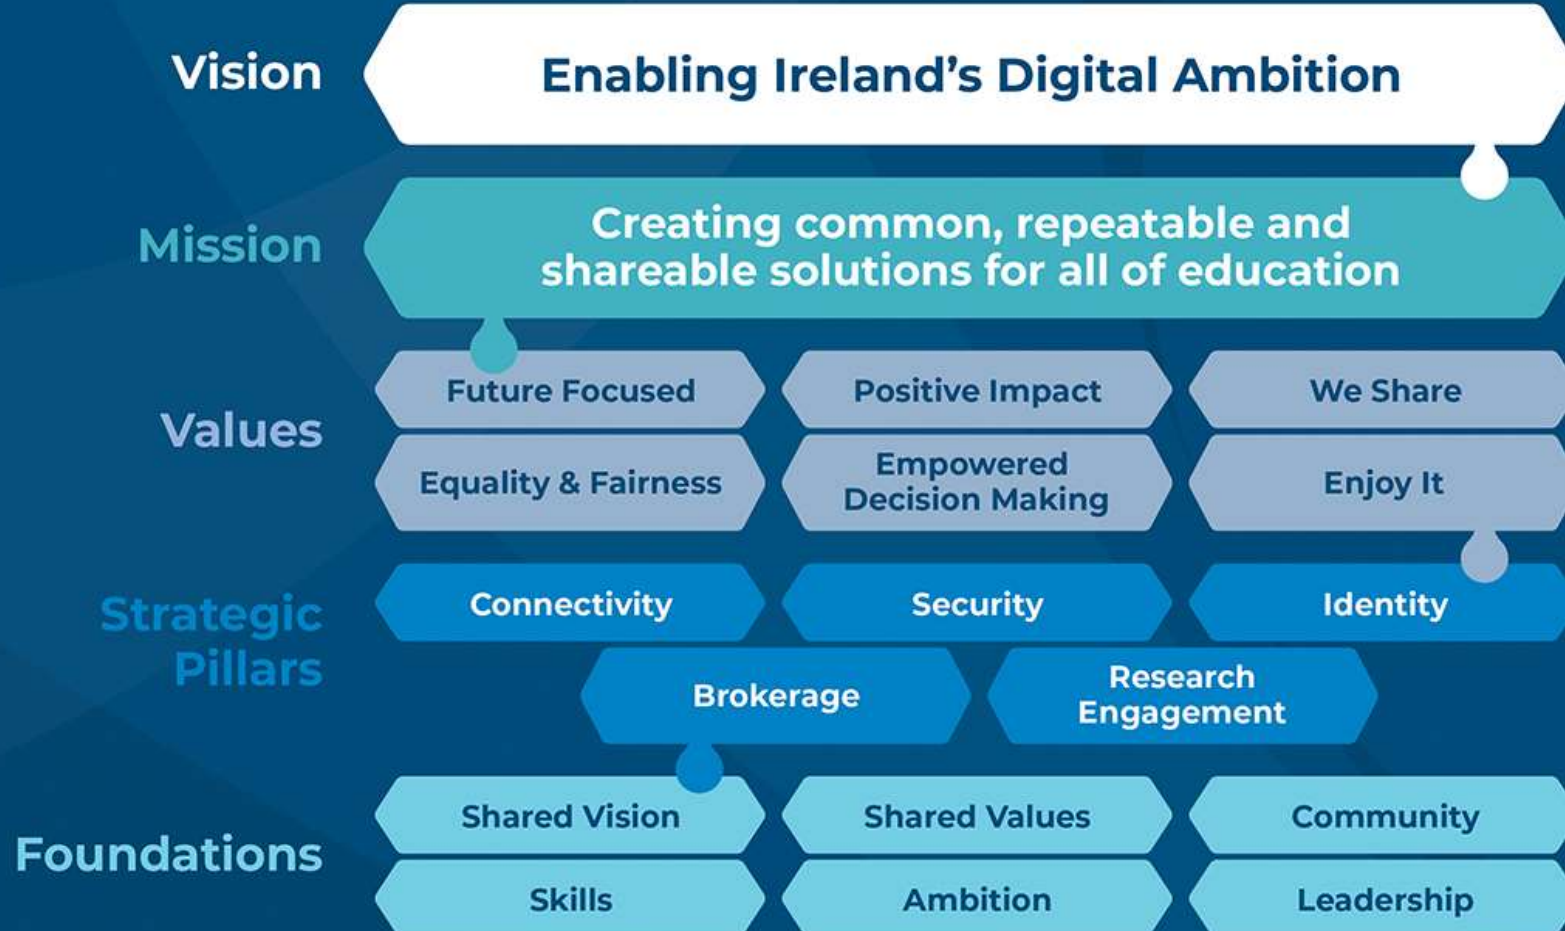 Vision
Enabling Ireland’s Digital Ambition
Mission
Creating common, repeatable and
shareable solutions for all of education
Values
Future Focused
Positive Impact
We Share
Equality & Fairness
Empowered
Decision Making
Enjoy It
Strategic
Pillars
Connectivity
Security
Identity
Brokerage
Research
Engagement
Foundations
Shared Vision
Shared Values
Community
Skills
Ambition
Leadership